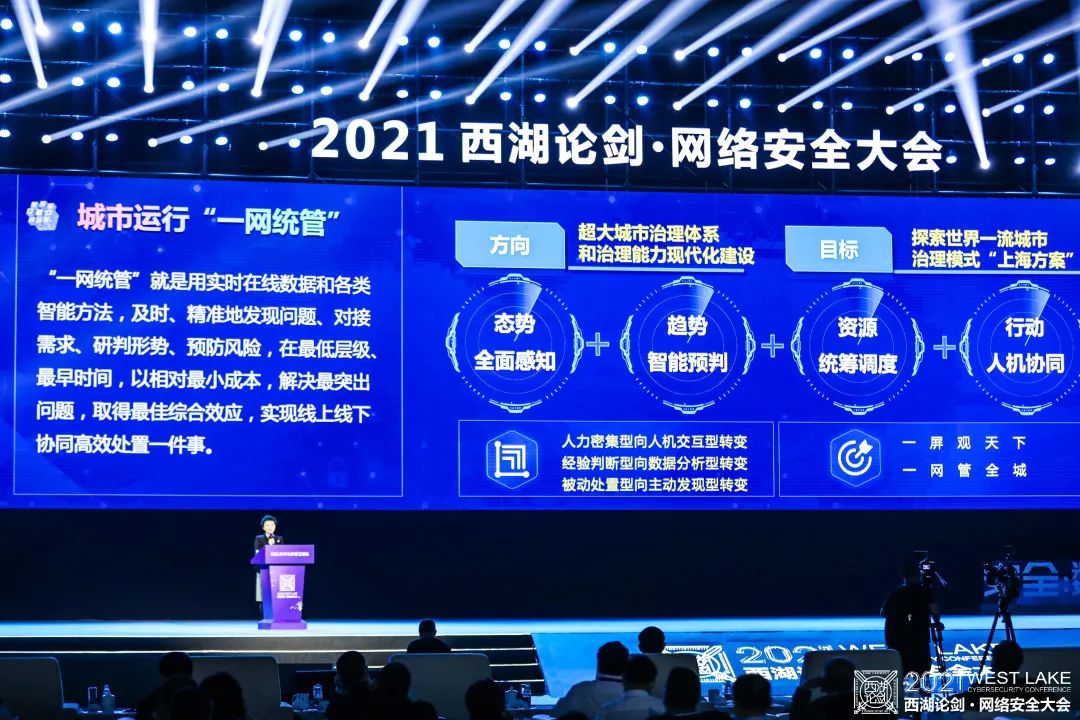 2021 西湖论剑·网络安全大会
城市运行“一网统管”
“一网统管”就是用实时在线数据和各类
智能方法，及时、精准地发现问题、对接
需求、研判形势、预防风险，在最低层级、
最早时间，以相对最小成本，解决最突出
问题，取得最佳综合效应，实现线上线下
协同高效处置一件事。
方向
超大城市治理体系
和治理能力现代化建设
目标
探索世界一流城市
治理模式“上海方案”
态势
全面感知
+
趋势
智能预判
+
资源
统筹调度
+
行动
人机协同
人力密集型向人机交互型转变
经验判断型向数据分析型转变
被动处置型向主动发现型转变
一屏观天下
一网管全城
安全
2021 WE
LAKE
西湖
2021 WEST LAKE
CYBERSECURITY CONFERENCE
西湖论剑·网络安全大会